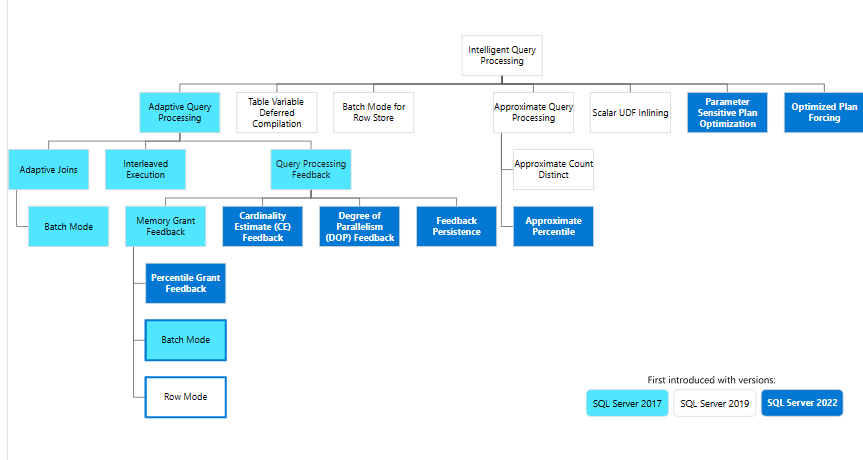 Intelligent Query
Processing
Adaptive Query
Processing
Table Variable
Deferred
Compilation
Batch Mode for
Row Store
Approximate Query
Processing
Scalar UDF Inlining
Parameter
Sensitive Plan
Optimization
Optimized Plan
Forcing
Adaptive Joins
Interleaved
Execution
Query Processing
Feedback
Approximate Count
Distinct
Batch Mode
Memory Grant
Feedback
Cardinality
Estimate (CE)
Feedback
Degree of
Parallelism
(DOP) Feedback
Feedback
Persistence
Approximate
Percentile
Percentile Grant
Feedback
Batch Mode
Row Mode
First introduced with versions:
SQL Server 2017
SQL Server 2019
SQL Server 2022